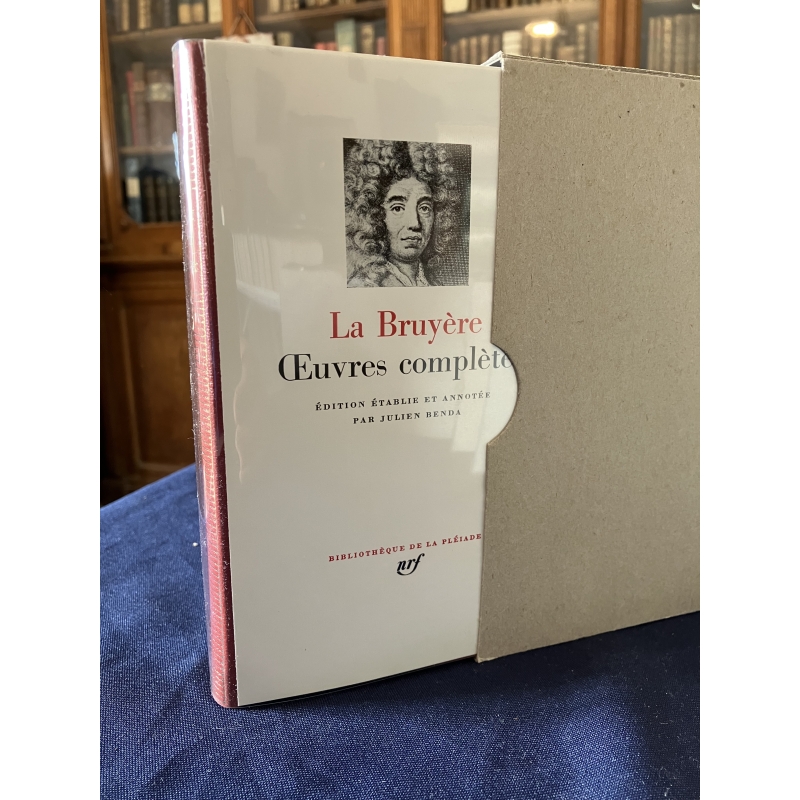 La Bruyère
Œuvres complète
ÉDITION ÉTABLIE ET ANNOTÉE
PAR JULIEN BENDA
BIBLIOTHÈQUE DE LA PLÉIADE
nrf